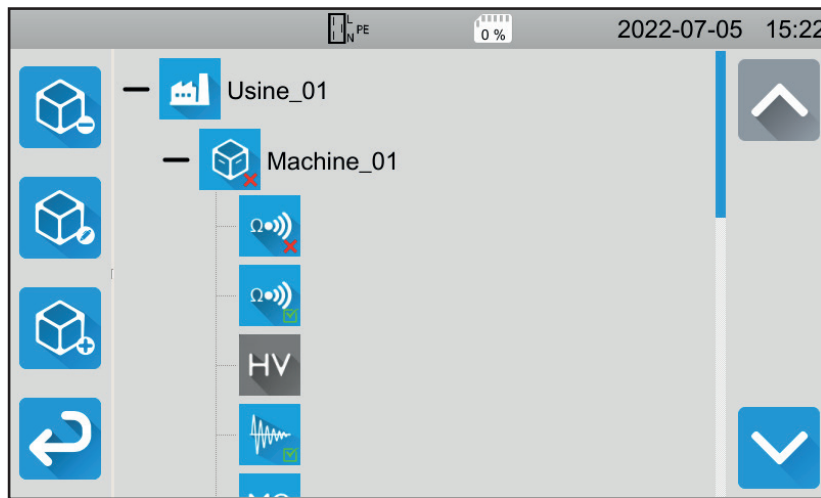 L
N PE
0 %
2022-07-05 15:22
Usine_01
Machine_01
Ω
Ω
HV